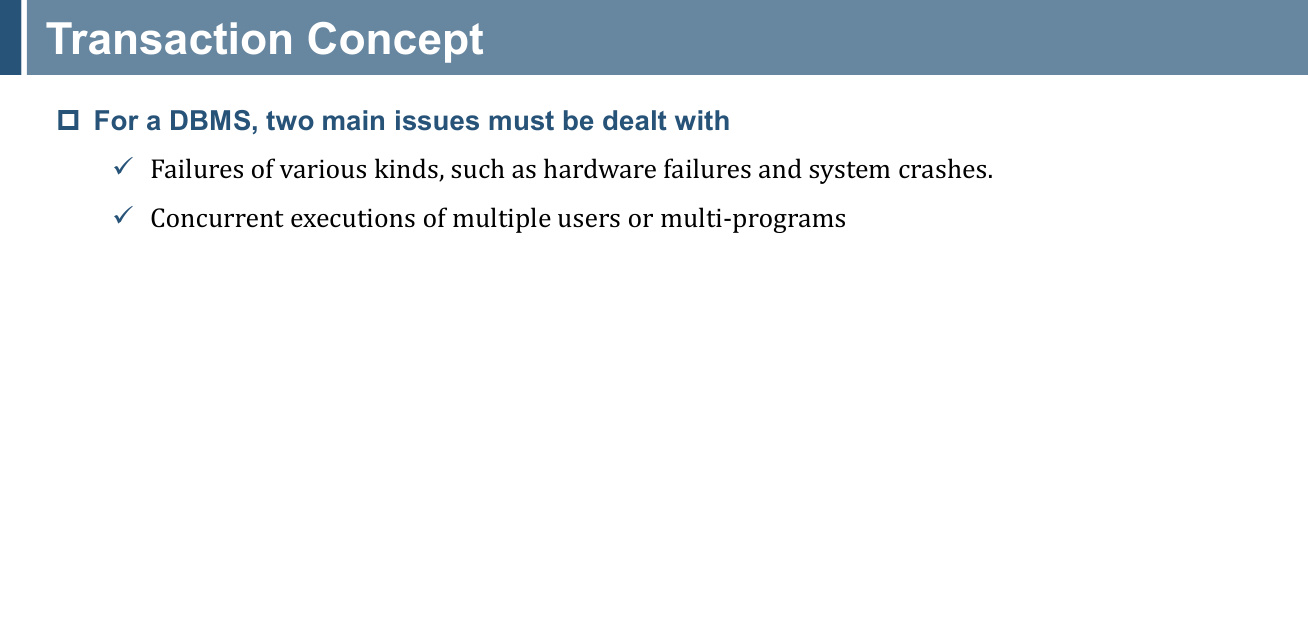 Transaction Concept
For a DBMS, two main issues must be dealt with
✓ Failures of various kinds, such as hardware failures and system crashes.
✓ Concurrent executions of multiple users or multi-programs